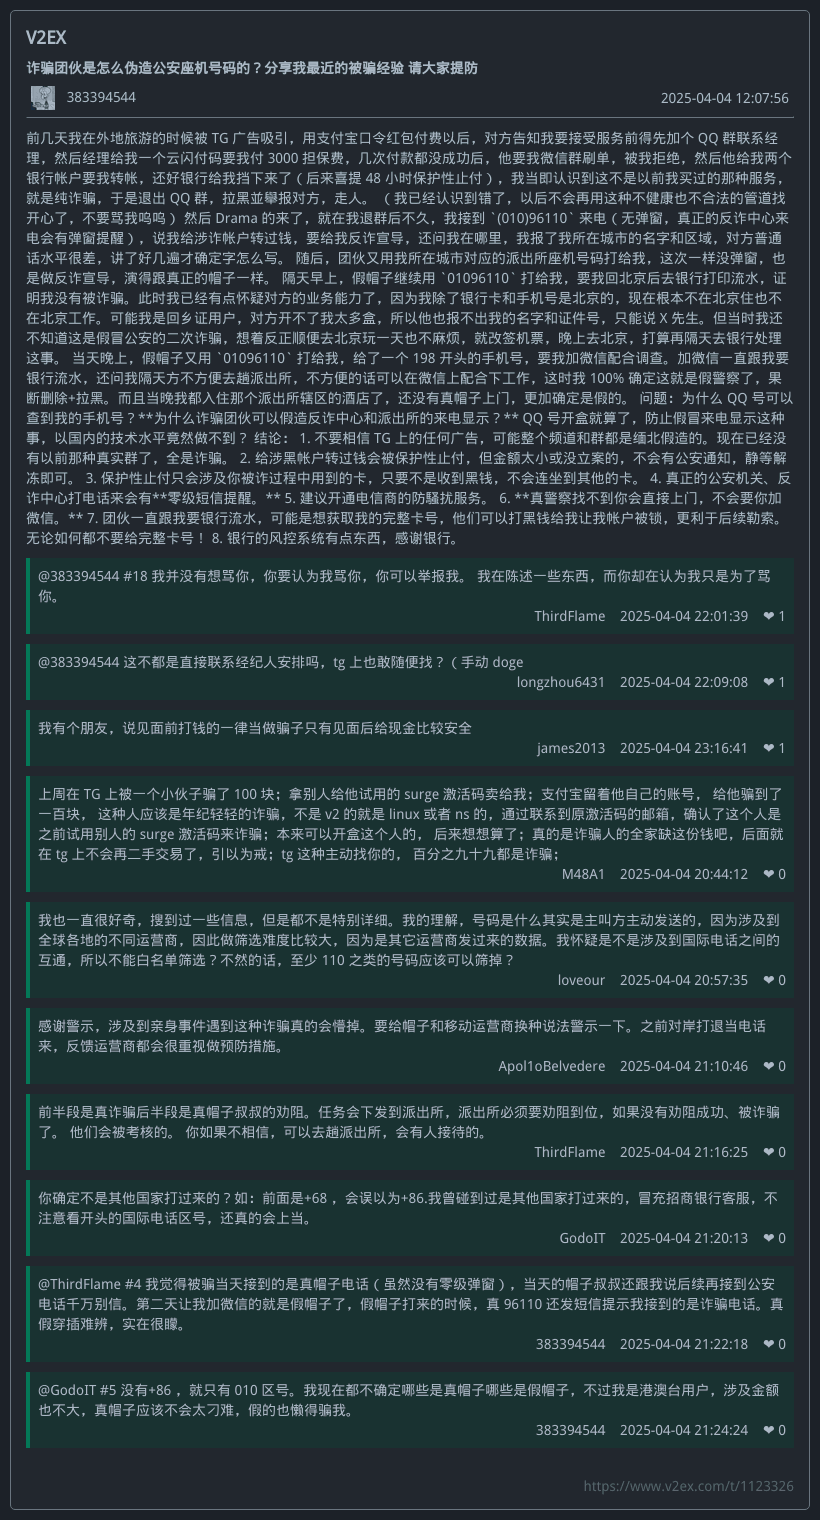 V2EX
诈骗团伙是怎么伪造公安座机号码的？分享我最近的被骗经验 请大家提防
383394544 2025-04-04 12:07:56
前几天我在外地旅游的时候被 TG 广告吸引，用支付宝口令红包付费以后，对方告知我要接受服务前得先加个 QQ 群联系经
理，然后经理给我一个云闪付码要我付 3000 担保费，几次付款都没成功后，他要我微信群刷单，被我拒绝，然后他给我两个
银行帐户要我转帐，还好银行给我挡下来了（后来喜提 48 小时保护性止付），我当即认识到这不是以前我买过的那种服务，
就是纯诈骗，于是退出 QQ 群，拉黑並舉报对方，走人。 （我已经认识到错了，以后不会再用这种不健康也不合法的管道找
开心了，不要骂我呜呜） 然后 Drama 的来了，就在我退群后不久，我接到 `(010)96110` 来电（无弹窗，真正的反诈中心来
电会有弹窗提醒），说我给涉诈帐户转过钱，要给我反诈宣导，还问我在哪里，我报了我所在城市的名字和区域，对方普通
话水平很差，讲了好几遍才确定字怎么写。 随后，团伙又用我所在城市对应的派出所座机号码打给我，这次一样没弹窗，也
是做反诈宣导，演得跟真正的帽子一样。 隔天早上，假帽子继续用 `01096110` 打给我，要我回北京后去银行打印流水，证
明我没有被诈骗。此时我已经有点怀疑对方的业务能力了，因为我除了银行卡和手机号是北京的，现在根本不在北京住也不
在北京工作。可能我是回乡证用户，对方开不了我太多盒，所以他也报不出我的名字和证件号，只能说 X 先生。但当时我还
不知道这是假冒公安的二次诈骗，想着反正顺便去北京玩一天也不麻烦，就改签机票，晚上去北京，打算再隔天去银行处理
这事。 当天晚上，假帽子又用 `01096110` 打给我，给了一个 198 开头的手机号，要我加微信配合调查。加微信一直跟我要
银行流水，还问我隔天方不方便去趟派出所，不方便的话可以在微信上配合下工作，这时我 100% 确定这就是假警察了，果
断删除+拉黑。而且当晚我都入住那个派出所辖区的酒店了，还没有真帽子上门，更加确定是假的。 问题：为什么 QQ 号可以
查到我的手机号？**为什么诈骗团伙可以假造反诈中心和派出所的来电显示？** QQ 号开盒就算了，防止假冒来电显示这种
事，以国内的技术水平竟然做不到？ 结论： 1. 不要相信 TG 上的任何广告，可能整个频道和群都是缅北假造的。现在已经没
有以前那种真实群了，全是诈骗。 2. 给涉黑帐户转过钱会被保护性止付，但金额太小或没立案的，不会有公安通知，静等解
冻即可。 3. 保护性止付只会涉及你被诈过程中用到的卡，只要不是收到黑钱，不会连坐到其他的卡。 4. 真正的公安机关、反
诈中心打电话来会有**零级短信提醒。** 5. 建议开通电信商的防騷扰服务。 6. **真警察找不到你会直接上门，不会要你加
微信。** 7. 团伙一直跟我要银行流水，可能是想获取我的完整卡号，他们可以打黑钱给我让我帐户被锁，更利于后续勒索。
无论如何都不要给完整卡号！ 8. 银行的风控系统有点东西，感谢银行。
@383394544 #18 我并没有想骂你，你要认为我骂你，你可以举报我。 我在陈述一些东西，而你却在认为我只是为了骂
你。
ThirdFlame 2025-04-04 22:01:39 ❤ 1
@383394544 这不都是直接联系经纪人安排吗，tg 上也敢随便找？（手动 doge
longzhou6431 2025-04-04 22:09:08 ❤ 1
我有个朋友，说见面前打钱的一律当做骗子只有见面后给现金比较安全
james2013 2025-04-04 23:16:41 ❤ 1
上周在 TG 上被一个小伙子骗了 100 块；拿别人给他试用的 surge 激活码卖给我；支付宝留着他自己的账号， 给他骗到了
一百块， 这种人应该是年纪轻轻的诈骗，不是 v2 的就是 linux 或者 ns 的，通过联系到原激活码的邮箱，确认了这个人是
之前试用别人的 surge 激活码来诈骗；本来可以开盒这个人的， 后来想想算了；真的是诈骗人的全家缺这份钱吧，后面就
在 tg 上不会再二手交易了，引以为戒；tg 这种主动找你的， 百分之九十九都是诈骗；
M48A1 2025-04-04 20:44:12 ❤ 0
我也一直很好奇，搜到过一些信息，但是都不是特别详细。我的理解，号码是什么其实是主叫方主动发送的，因为涉及到
全球各地的不同运营商，因此做筛选难度比较大，因为是其它运营商发过来的数据。我怀疑是不是涉及到国际电话之间的
互通，所以不能白名单筛选？不然的话，至少 110 之类的号码应该可以筛掉？
loveour 2025-04-04 20:57:35 ❤ 0
感谢警示，涉及到亲身事件遇到这种诈骗真的会懵掉。要给帽子和移动运营商换种说法警示一下。之前对岸打退当电话
来，反馈运营商都会很重视做预防措施。
Apol1oBelvedere 2025-04-04 21:10:46 ❤ 0
前半段是真诈骗后半段是真帽子叔叔的劝阻。任务会下发到派出所，派出所必须要劝阻到位，如果没有劝阻成功、被诈骗
了。 他们会被考核的。 你如果不相信，可以去趟派出所，会有人接待的。
ThirdFlame 2025-04-04 21:16:25 ❤ 0
你确定不是其他国家打过来的？如：前面是+68 ，会误以为+86.我曾碰到过是其他国家打过来的，冒充招商银行客服，不
注意看开头的国际电话区号，还真的会上当。
GodoIT 2025-04-04 21:20:13 ❤ 0
@ThirdFlame #4 我觉得被骗当天接到的是真帽子电话（虽然没有零级弹窗），当天的帽子叔叔还跟我说后续再接到公安
电话千万别信。第二天让我加微信的就是假帽子了，假帽子打来的时候，真 96110 还发短信提示我接到的是诈骗电话。真
假穿插难辨，实在很矇。
383394544 2025-04-04 21:22:18 ❤ 0
@GodoIT #5 没有+86 ，就只有 010 区号。我现在都不确定哪些是真帽子哪些是假帽子，不过我是港澳台用户，涉及金额
也不大，真帽子应该不会太刁难，假的也懒得骗我。
383394544 2025-04-04 21:24:24 ❤ 0
https://www.v2ex.com/t/1123326